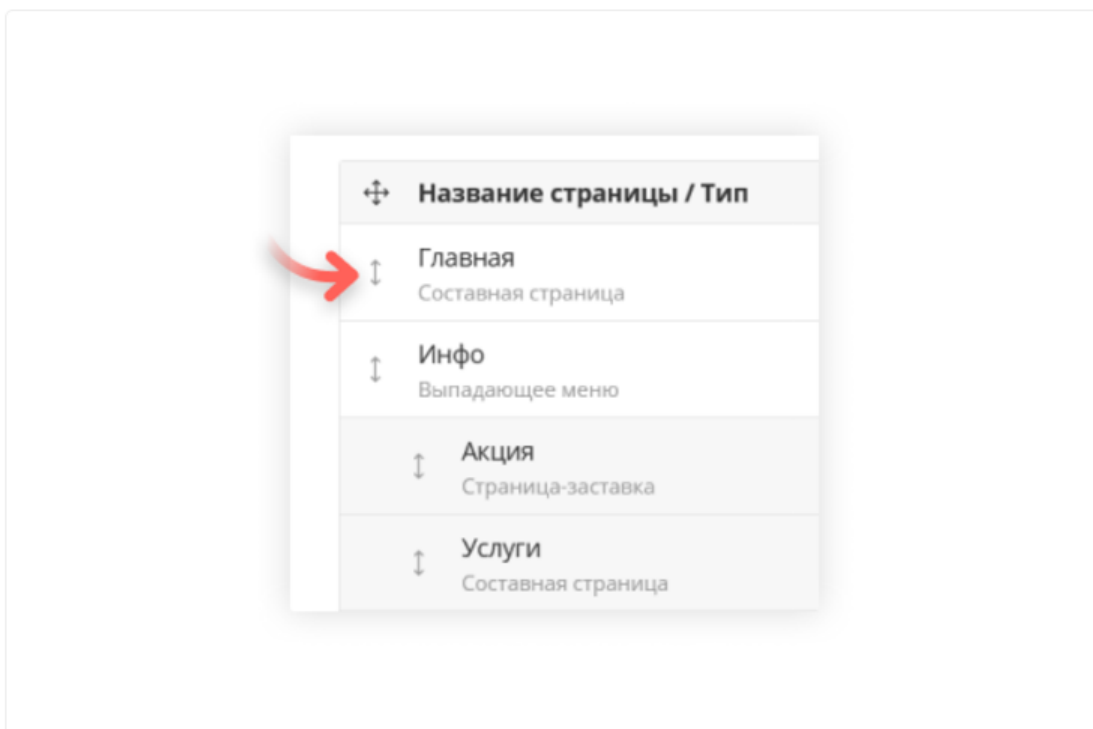 Название страницы / Тип
Главная
Составная страница
Инфо
Выпадающее меню
Акция
Страница-заставка
Услуги
Составная страница